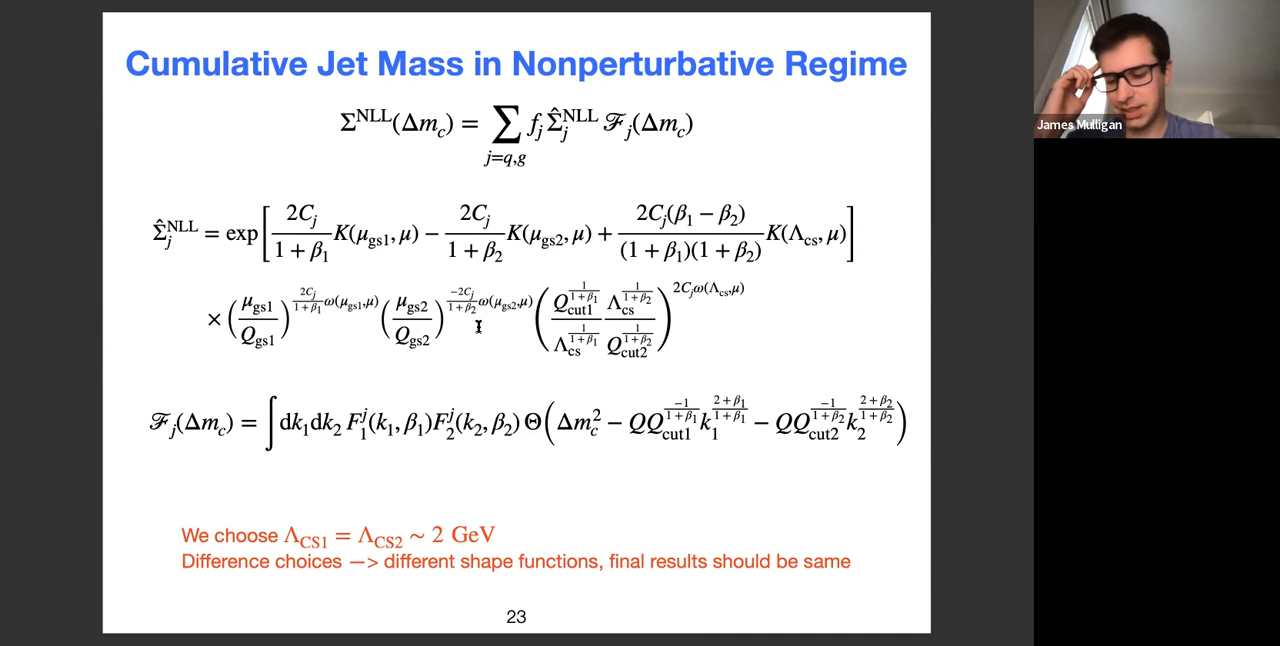 Cumulative Jet Mass in Nonperturbative Regime
Σ^NLL(Δm_c) = ∑_{j=q,g} f_j Σ̂_j^NLL ℱ_j(Δm_c)
James Mulligan
Σ̂_j^NLL = exp[ 2C_j/(1 + β_1) K(μ_gs1, μ) − 2C_j/(1 + β_2) K(μ_gs2, μ) + 2C_j(β_1 − β_2)/((1 + β_1)(1 + β_2)) K(Λ_cs, μ) ]
× (μ_gs1/Q_gs1)^{2C_j/(1+β_1) ω(μ_gs1,μ)} (μ_gs2/Q_gs2)^{−2C_j/(1+β_2) ω(μ_gs2,μ)} ( Q_cut1^{1/(1+β_1)}/Λ_cs^{1/(1+β_1)} Λ_cs^{1/(1+β_2)}/Q_cut2^{1/(1+β_2)} )^{2C_jω(Λ_cs,μ)}
ℱ_j(Δm_c) = ∫ dk_1dk_2 F_1^j(k_1, β_1)F_2^j(k_2, β_2) Θ( Δm_c^2 − QQ_cut1^{−1/(1+β_1)} k_1^{(2+β_1)/(1+β_1)} − QQ_cut2^{−1/(1+β_2)} k_2^{(2+β_2)/(1+β_2)} )
We choose Λ_CS1 = Λ_CS2 ∼ 2 GeV
Difference choices —> different shape functions, final results should be same
23